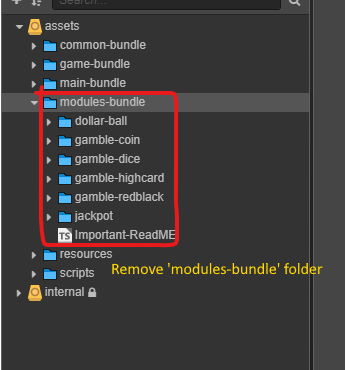 Search...
assets
common-bundle
game-bundle
main-bundle
modules-bundle
dollar-ball
gamble-coin
gamble-dice
gamble-highcard
gamble-redblack
jackpot
TS Important-ReadME
resources
scripts Remove 'modules-bundle' folder
internal